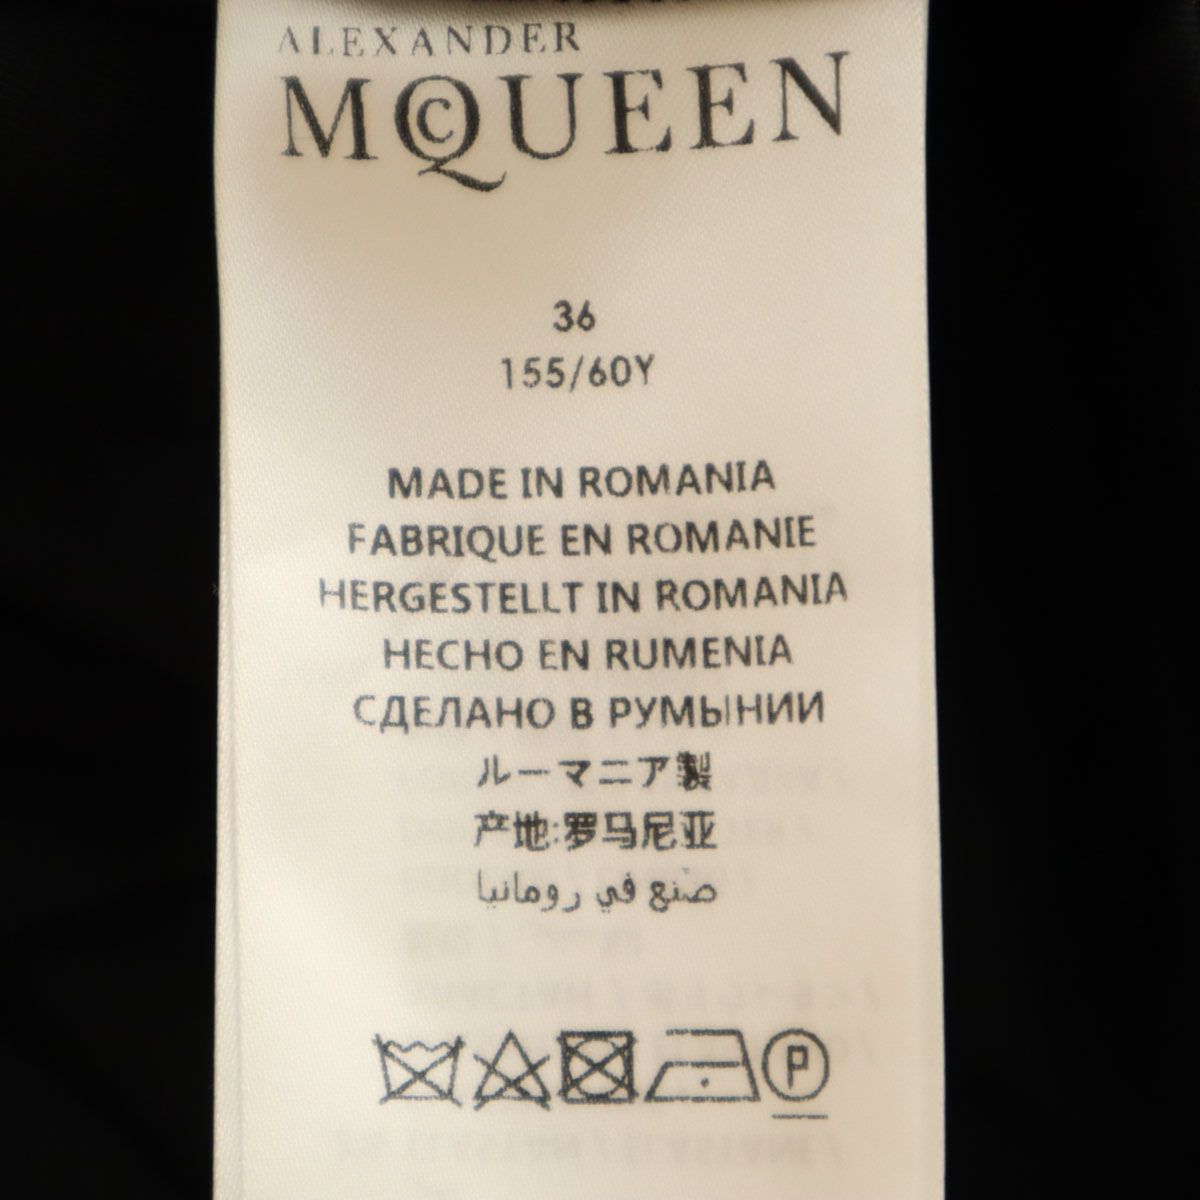 ALEXANDER
MCQUEEN
36
155/60Y
MADE IN ROMANIA
FABRIQUE EN ROMANIE
HERGESTELLT IN ROMANIA
HECHO EN RUMENIA
СДЕЛАНО В РУМЫНИИ
ルーマニア製
产地:罗马尼亚
صنع في رومانيا
P